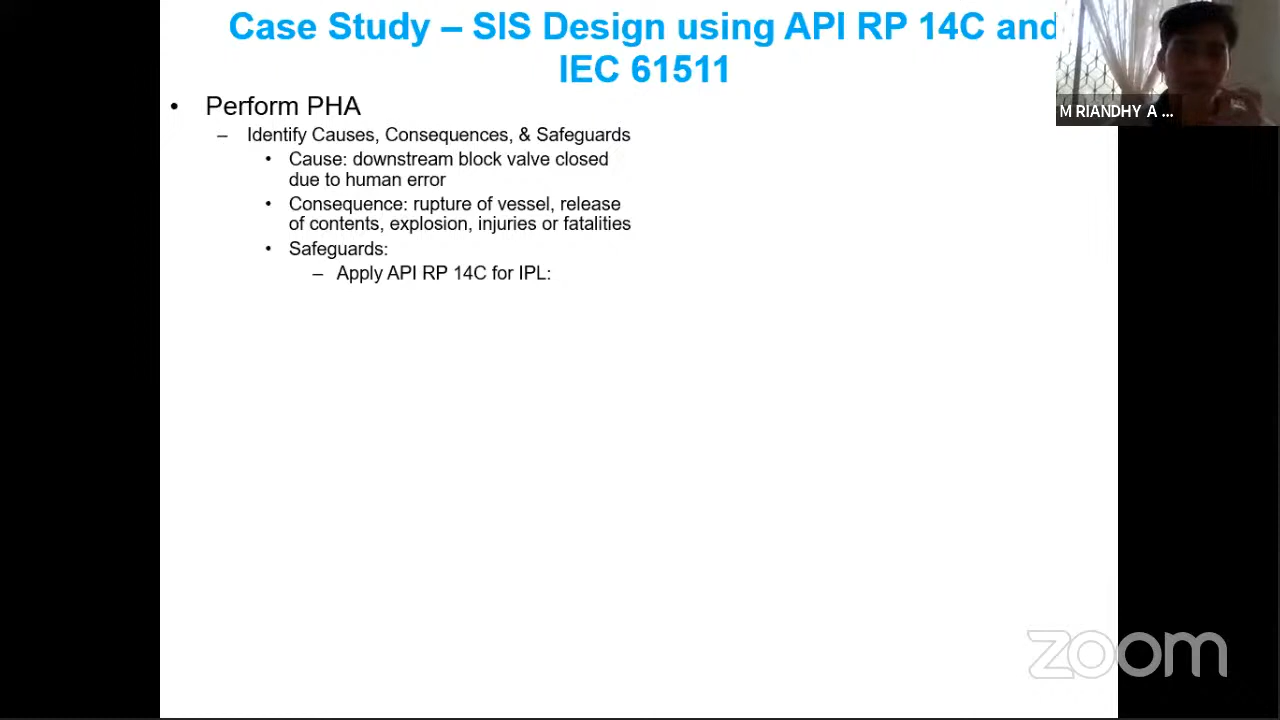 Case Study – SIS Design using API RP 14C and
IEC 61511
• Perform PHA
– Identify Causes, Consequences, & Safeguards
• Cause: downstream block valve closed
due to human error
• Consequence: rupture of vessel, release
of contents, explosion, injuries or fatalities
• Safeguards:
– Apply API RP 14C for IPL:
M RIANDHY A ...
zoom